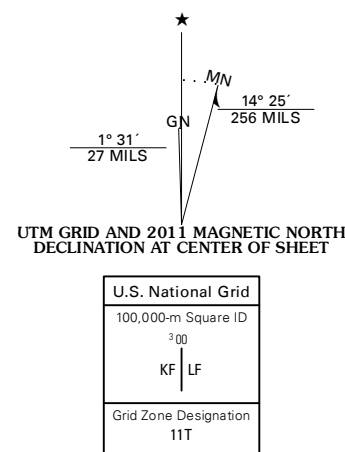 ★
MN
14° 25´
256 MILS
GN
1° 31´
27 MILS
UTM GRID AND 2011 MAGNETIC NORTH
DECLINATION AT CENTER OF SHEET
U.S. National Grid
100,000-m Square ID
³00
KF LF
Grid Zone Designation
11T